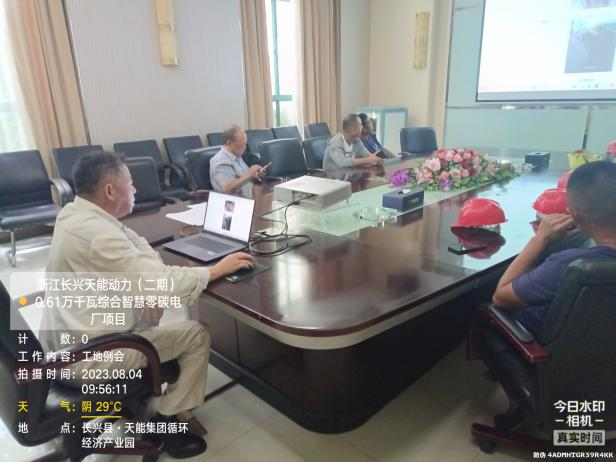 浙江长兴天能动力（二期）
0.61万千瓦综合智慧零碳电
厂项目
计 数：0
工作内容：工地例会
拍摄时间：2023.08.04
09:56:11
天 气：阴 29℃
地 点：长兴县·天能集团循环
经济产业园
今日水印
-相机-
真实时间
防伪 4ADMHTGR39R4KH